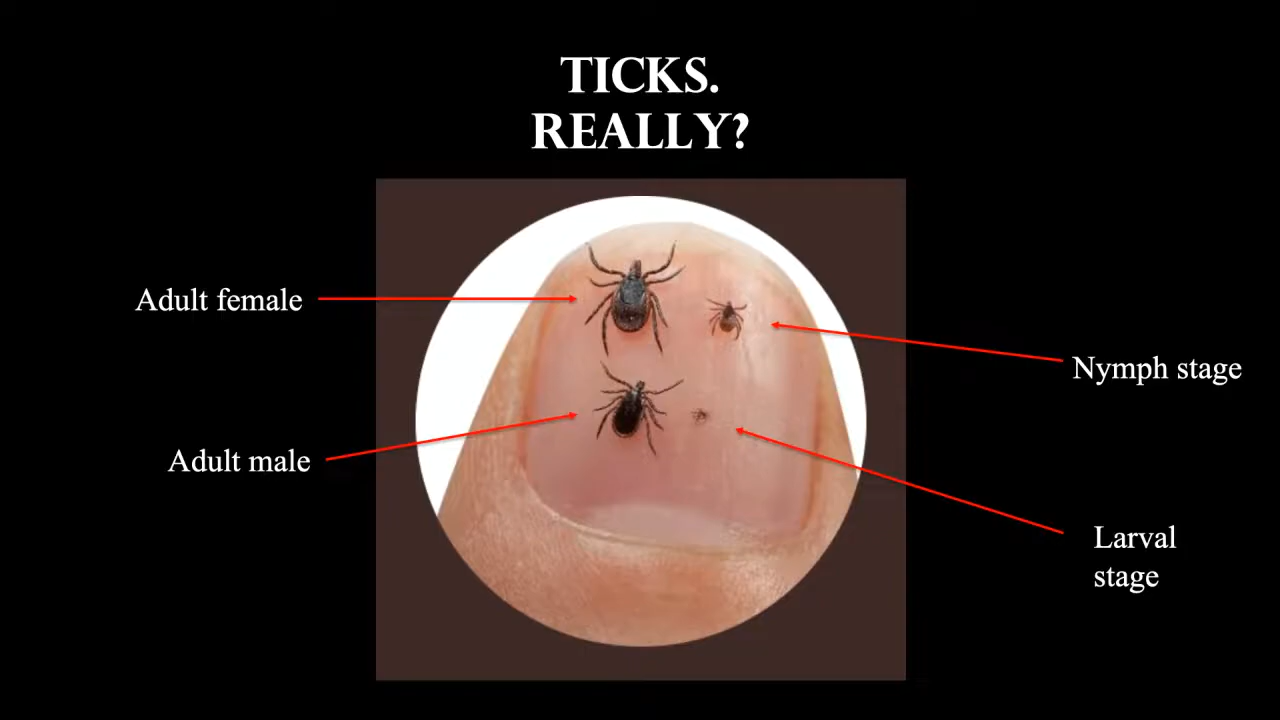 TICKS.
REALLY?
Adult female
Nymph stage
Adult male
Larval
stage